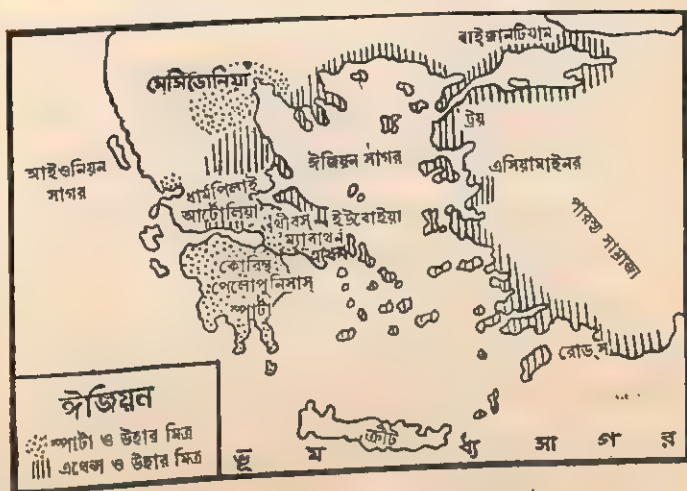 বাইজানটিয়াম
মেসিডোনিয়া
ট্রয়
ঈজিয়ন সাগর
এসিয়ামাইনর
আইওনিয়ন
সাগর
থার্মপিলাই
আর্টোলিয়া
থীবস্ ইউবোইয়া
ম্যারাথন
পারস্য সাম্রাজ্য
কোরিন্থ
পেলোপনিসাস্
স্পার্টা
রোড্‌স
ঈজিয়ন
স্পার্টা ও উহার মিত্র
এথেন্স ও উহার মিত্র
ক্রীট
ভূ ম ধ্য সা গ র